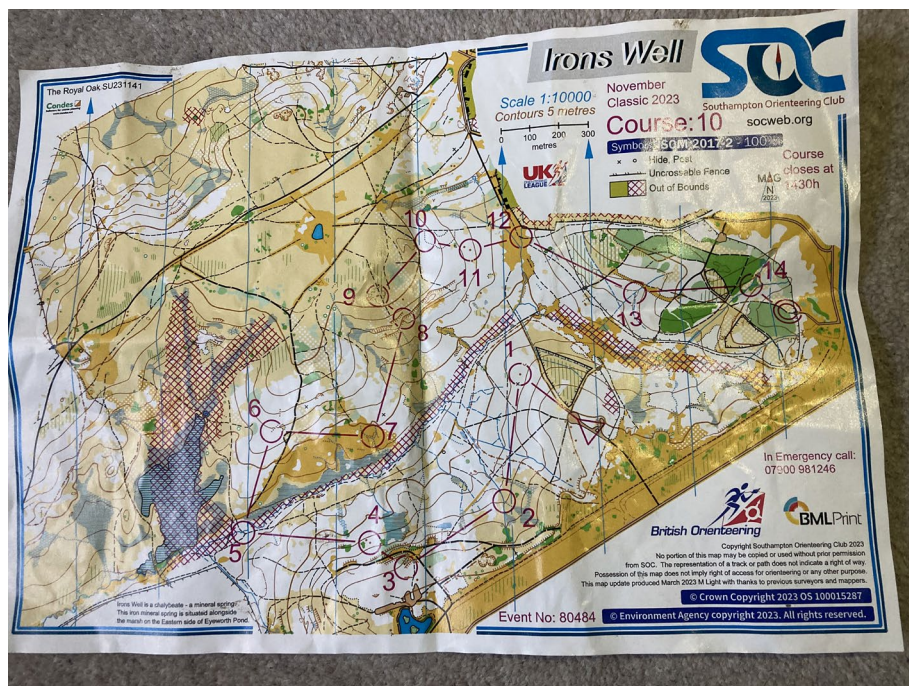 The Royal Oak SU231141
Condes
Irons Well
SOC
Southampton Orienteering Club
socweb.org
November
Classic 2023
Course: 10
Scale 1:10000
Contours 5 metres
0 100 200 300
metres
UK
LEAGUE
Hide, Post
Uncrossable Fence
Out of Bounds
MAG
N
2023
Course
closes at
1430h
10
12
11
14
9
13
8
1
6
7
2
4
5
3
In Emergency call:
07900 981246
British Orienteering
BMLPrint
Copyright Southampton Orienteering Club 2023
No portion of this map may be copied or used without prior permission
from SOC. The representation of a track or path does not indicate a right of way.
Possession of this map does not imply right of access for orienteering or any other purpose.
This map update produced March 2023 M Light with thanks to previous surveyors and mappers.
© Crown Copyright 2023 OS 100015287
© Environment Agency copyright 2023. All rights reserved.
Event No: 80484
Irons Well is a chalybeate - a mineral spring.
This iron mineral spring is situated alongside
the marsh on the Eastern side of Eyeworth Pond.